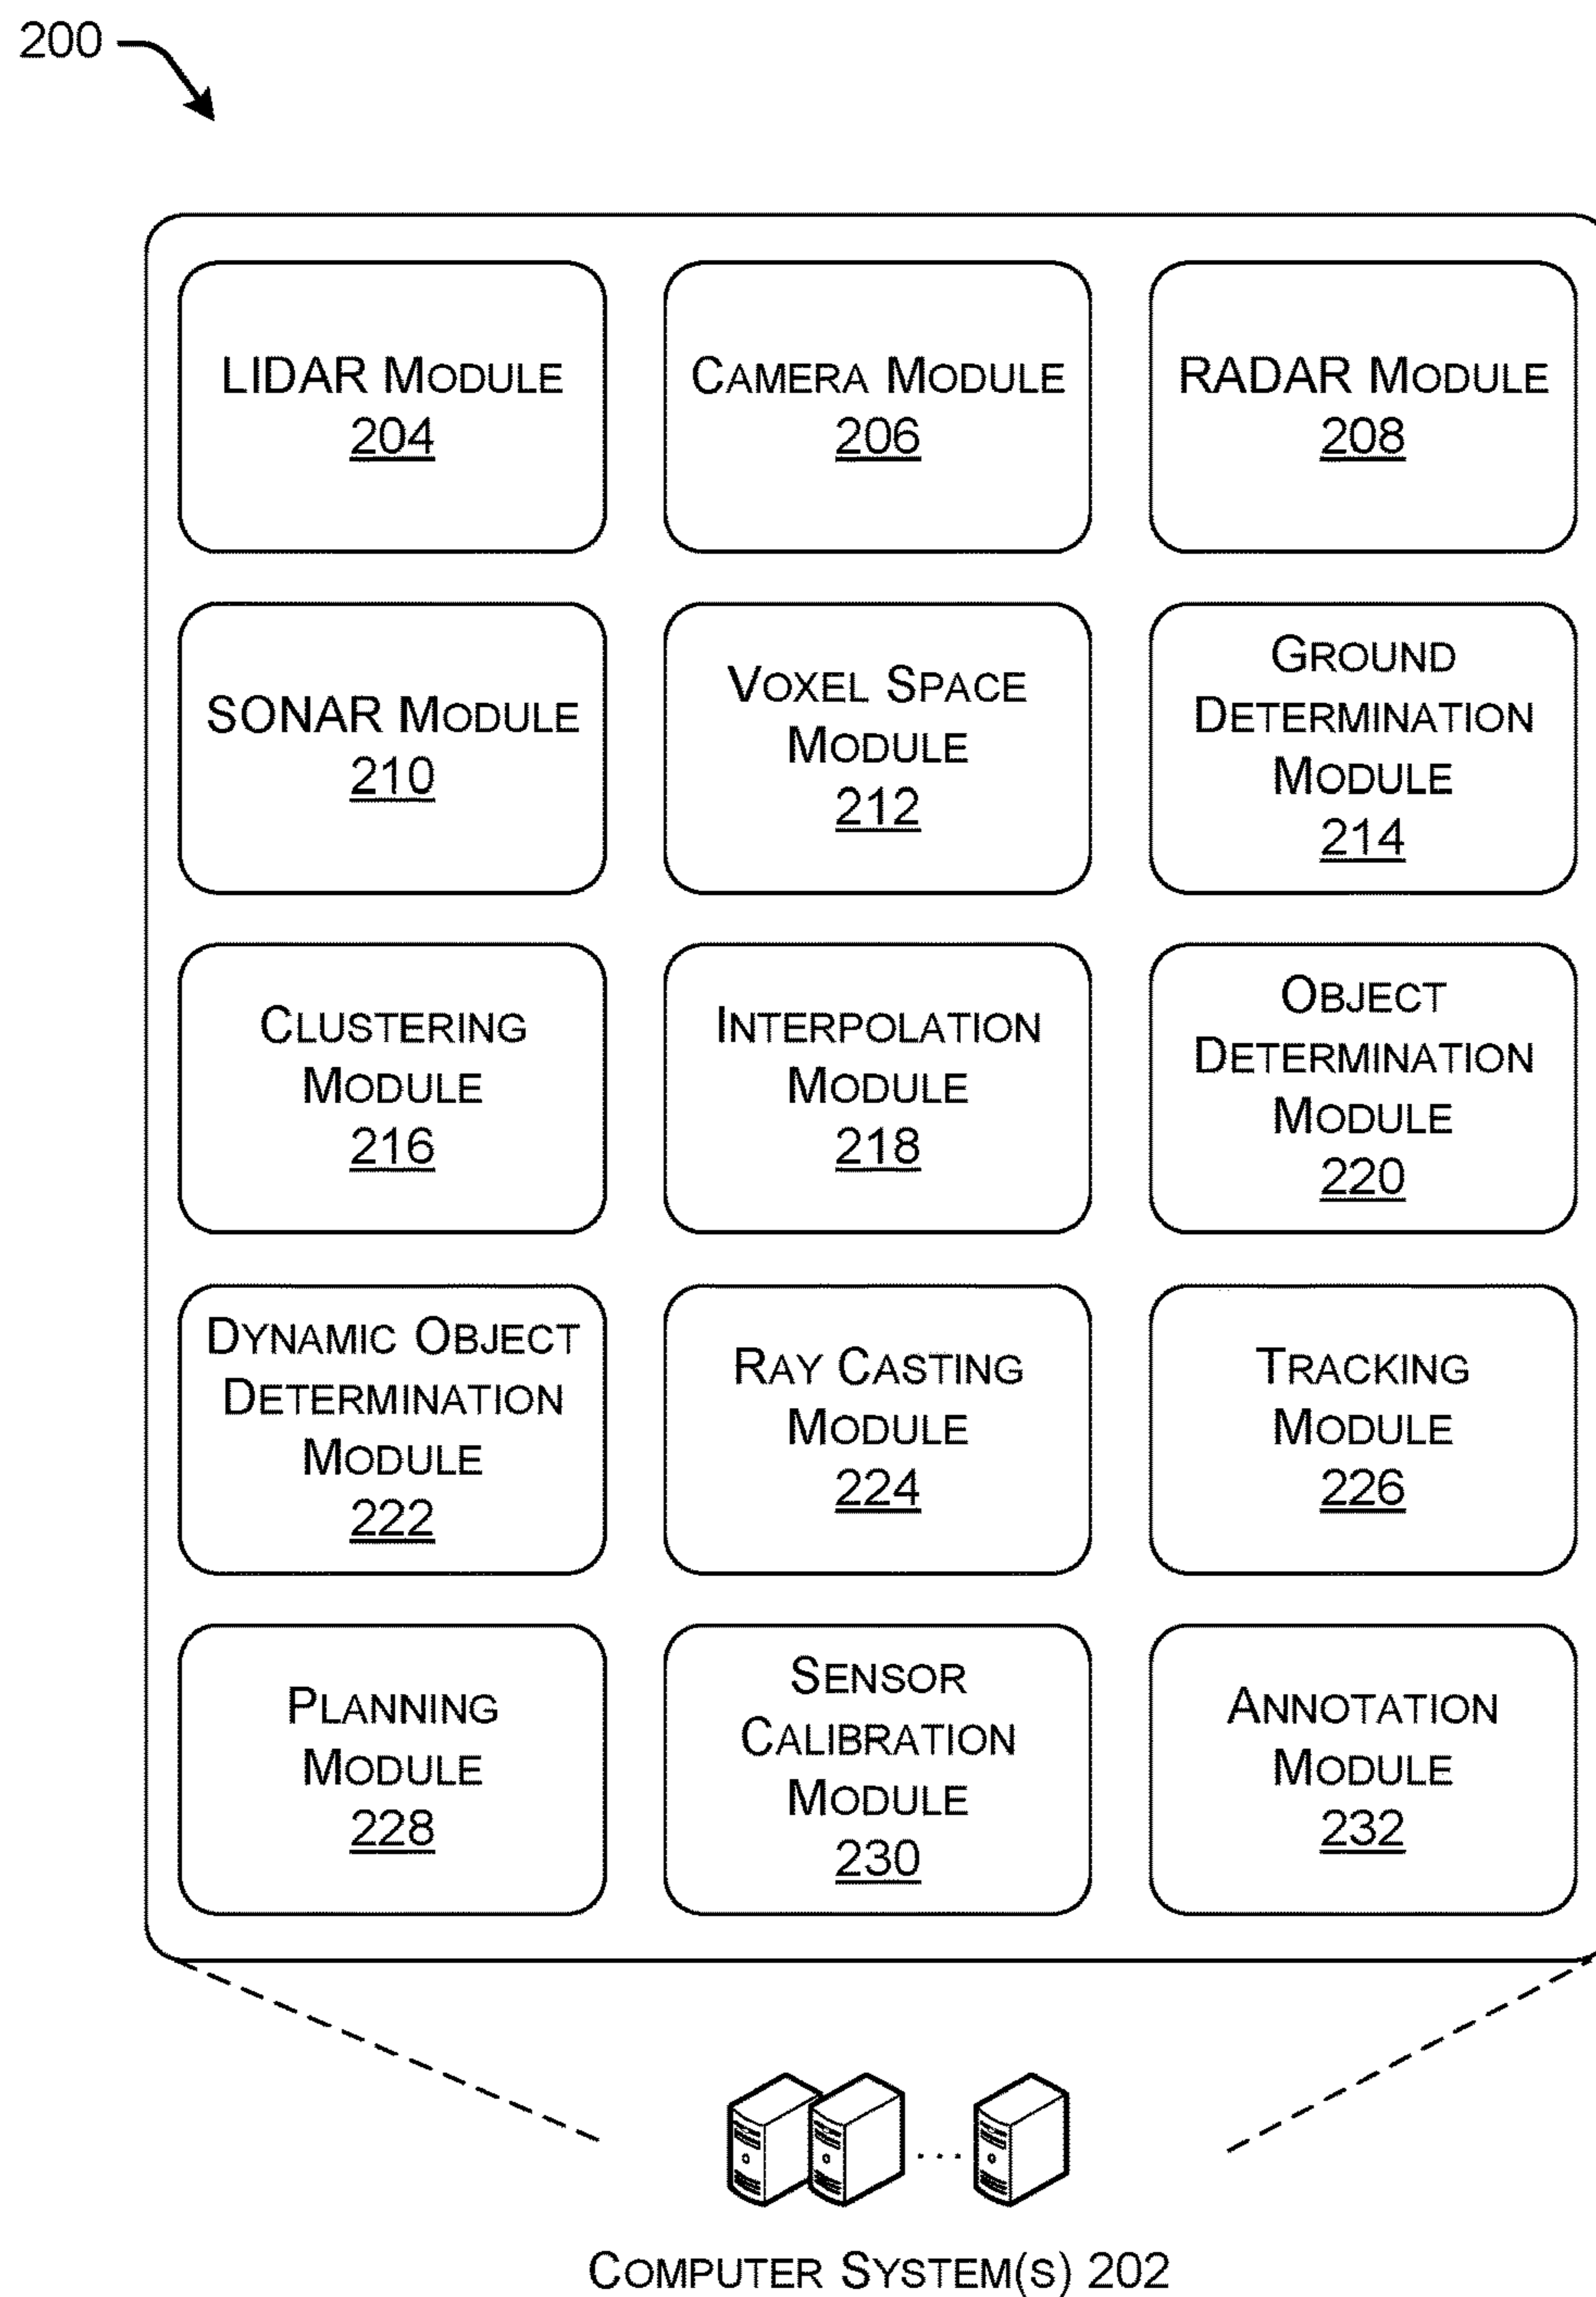 200
LIDAR MODULE
204
CAMERA MODULE
206
RADAR MODULE
208
SONAR MODULE
210
VOXEL SPACE
MODULE
212
GROUND
DETERMINATION
MODULE
214
CLUSTERING
MODULE
216
INTERPOLATION
MODULE
218
OBJECT
DETERMINATION
MODULE
220
DYNAMIC OBJECT
DETERMINATION
MODULE
222
RAY CASTING
MODULE
224
TRACKING
MODULE
226
PLANNING
MODULE
228
SENSOR
CALIBRATION
MODULE
230
ANNOTATION
MODULE
232
...
COMPUTER SYSTEM(S) 202